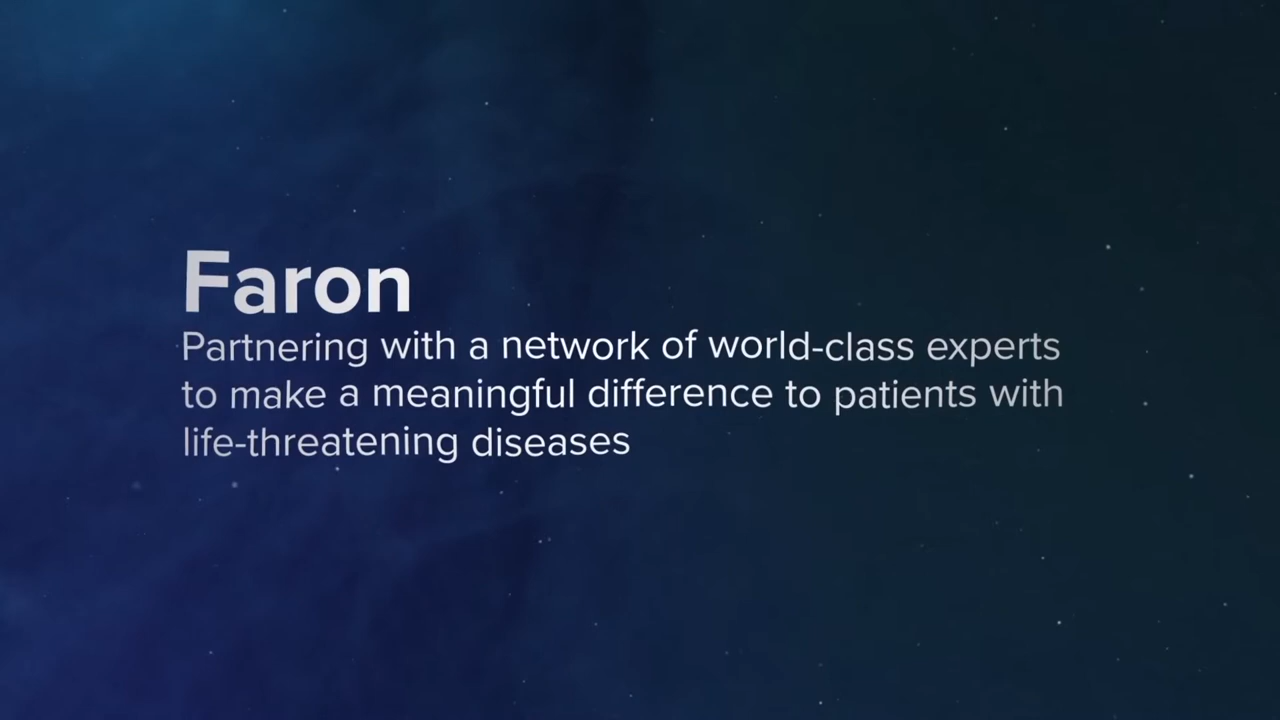 Faron
Partnering with a network of world-class experts
to make a meaningful difference to patients with
life-threatening diseases